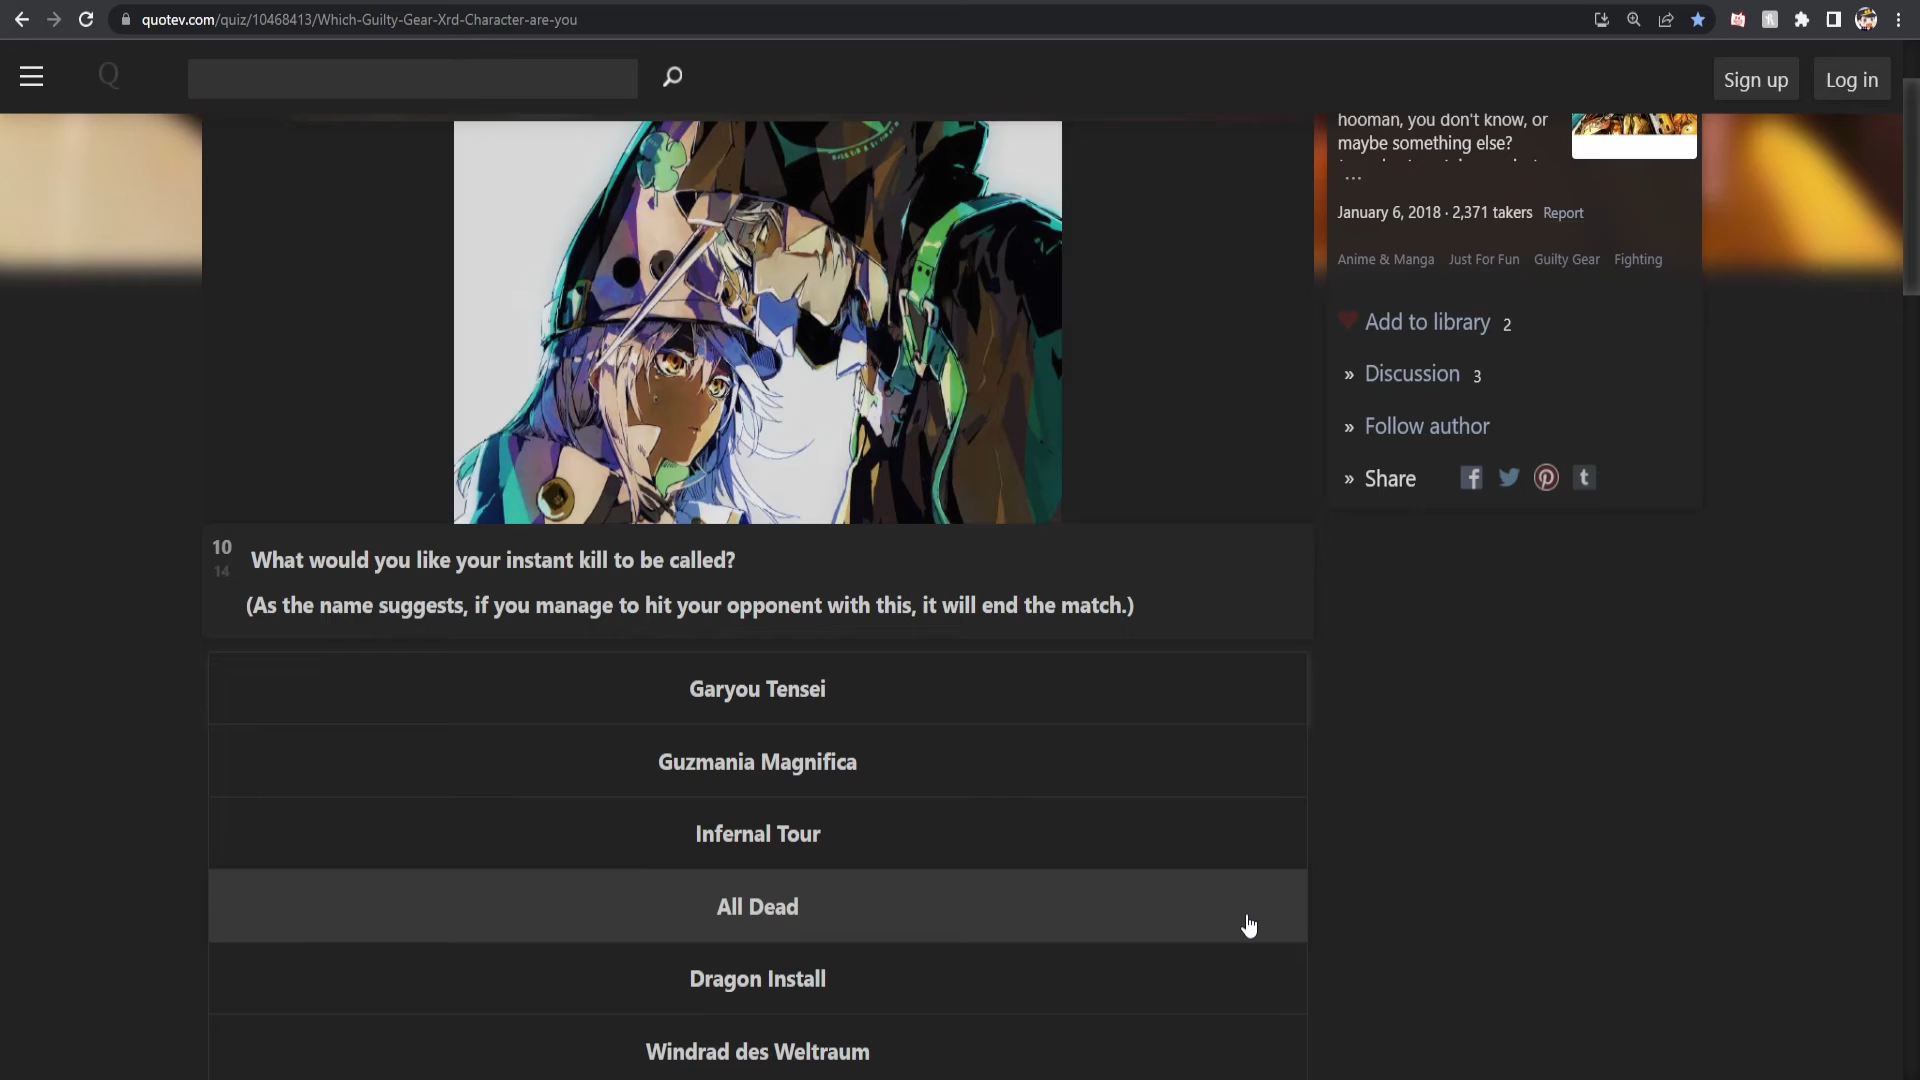 quotev.com/quiz/10468413/Which-Guilty-Gear-Xrd-Character-are-you
Q
Sign up
Log in
hooman, you don't know, or
maybe something else?
...
January 6, 2018 · 2,371 takers Report
Anime & Manga Just For Fun Guilty Gear Fighting
Add to library 2
» Discussion 3
» Follow author
» Share
10
14
What would you like your instant kill to be called?
(As the name suggests, if you manage to hit your opponent with this, it will end the match.)
Garyou Tensei
Guzmania Magnifica
Infernal Tour
All Dead
Dragon Install
Windrad des Weltraum